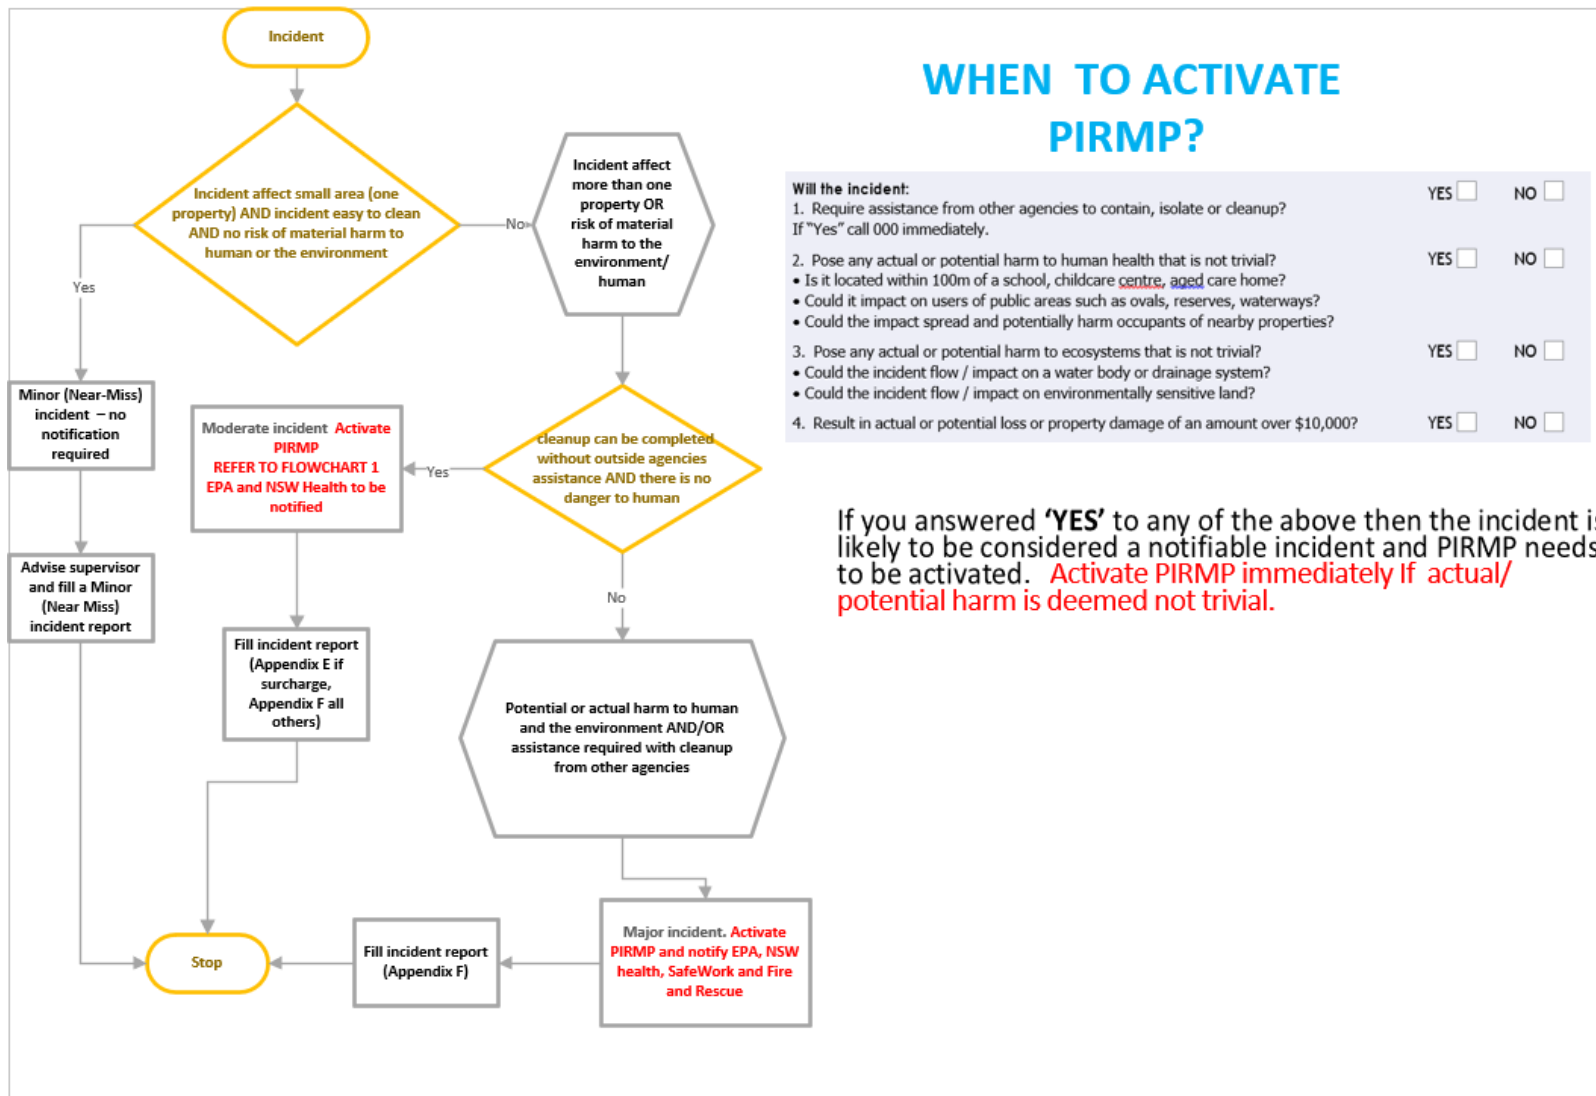 Incident
Incident affect small area (one
property) AND incident easy to clean
AND no risk of material harm to
human or the environment
Yes
No
Incident affect
more than one
property OR
risk of material
harm to the
environment/
human
Minor (Near-Miss)
incident – no
notification
required
Advise supervisor
and fill a Minor
(Near Miss)
incident report
cleanup can be completed
without outside agencies
assistance AND there is no
danger to human
Yes
No
Moderate incident Activate
PIRMP
REFER TO FLOWCHART 1
EPA and NSW Health to be
notified
Fill incident report
(Appendix E if
surcharge,
Appendix F all
others)
Potential or actual harm to human
and the environment AND/OR
assistance required with cleanup
from other agencies
Major incident. Activate
PIRMP and notify EPA, NSW
health, SafeWork and Fire
and Rescue
Fill incident report
(Appendix F)
Stop
WHEN TO ACTIVATE
PIRMP?
Will the incident: YES NO
1. Require assistance from other agencies to contain, isolate or cleanup?
If "Yes" call 000 immediately.
2. Pose any actual or potential harm to human health that is not trivial? YES NO
• Is it located within 100m of a school, childcare centre, aged care home?
• Could it impact on users of public areas such as ovals, reserves, waterways?
• Could the impact spread and potentially harm occupants of nearby properties?
3. Pose any actual or potential harm to ecosystems that is not trivial? YES NO
• Could the incident flow / impact on a water body or drainage system?
• Could the incident flow / impact on environmentally sensitive land?
4. Result in actual or potential loss or property damage of an amount over $10,000? YES NO
If you answered ‘YES’ to any of the above then the incident is
likely to be considered a notifiable incident and PIRMP needs
to be activated. Activate PIRMP immediately If actual/
potential harm is deemed not trivial.